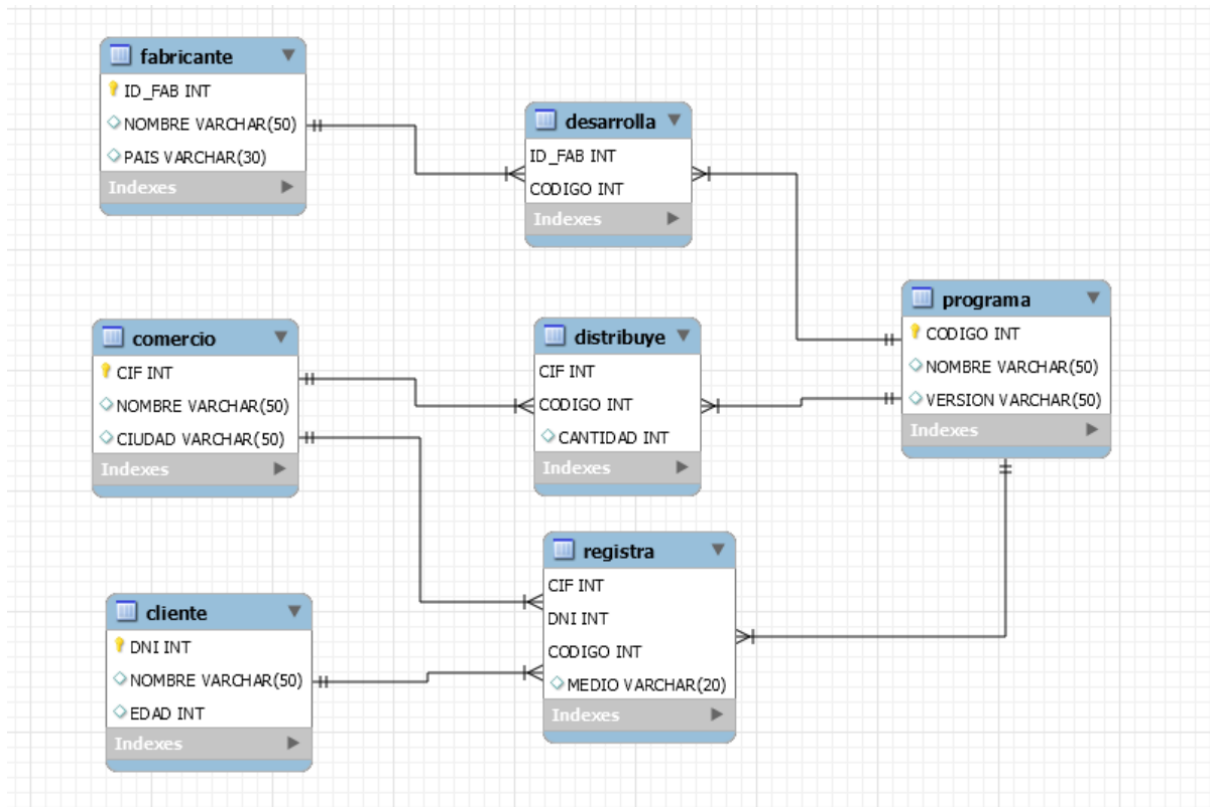 fabricante
ID_FAB INT
NOMBRE VARCHAR(50)
PAIS VARCHAR(30)
Indexes
desarrolla
ID_FAB INT
CODIGO INT
Indexes
comercio
CIF INT
NOMBRE VARCHAR(50)
CIUDAD VARCHAR(50)
Indexes
distribuye
CIF INT
CODIGO INT
CANTIDAD INT
Indexes
programa
CODIGO INT
NOMBRE VARCHAR(50)
VERSION VARCHAR(50)
Indexes
cliente
DNI INT
NOMBRE VARCHAR(50)
EDAD INT
Indexes
registra
CIF INT
DNI INT
CODIGO INT
MEDIO VARCHAR(20)
Indexes